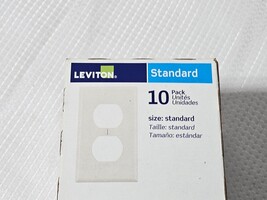 LEVITON® Standard
10 Pack
Unités
Unidades
size: standard
Taille: standard
Tamaño: estándar